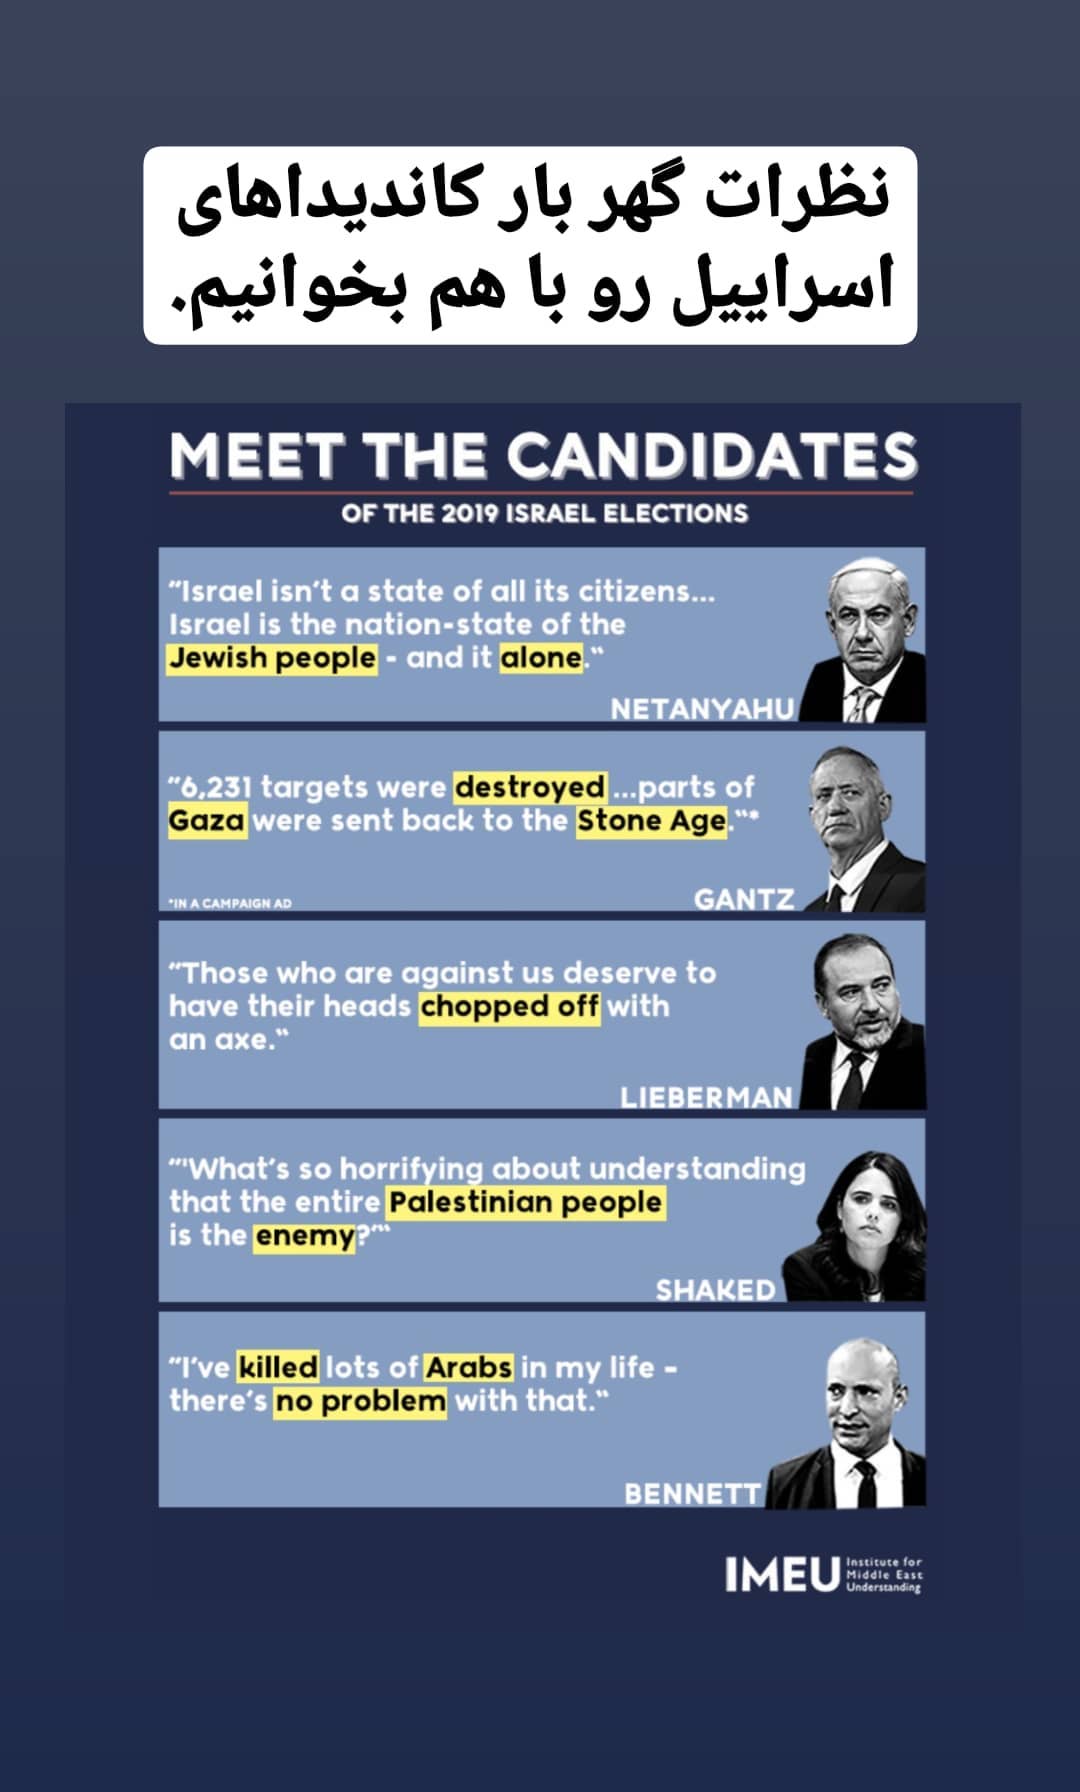 نظرات گهر بار کاندیداهای
اسراییل رو با هم بخوانیم.
MEET THE CANDIDATES
OF THE 2019 ISRAEL ELECTIONS
“Israel isn’t a state of all its citizens...
Israel is the nation-state of the
Jewish people - and it alone.“
NETANYAHU
“6,231 targets were destroyed ...parts of
Gaza were sent back to the Stone Age.“*
*IN A CAMPAIGN AD
GANTZ
“Those who are against us deserve to
have their heads chopped off with
an axe.“
LIEBERMAN
“'What’s so horrifying about understanding
that the entire Palestinian people
is the enemy?'“
SHAKED
“I’ve killed lots of Arabs in my life -
there’s no problem with that.“
BENNETT
IMEU
Institute for
Middle East
Understanding